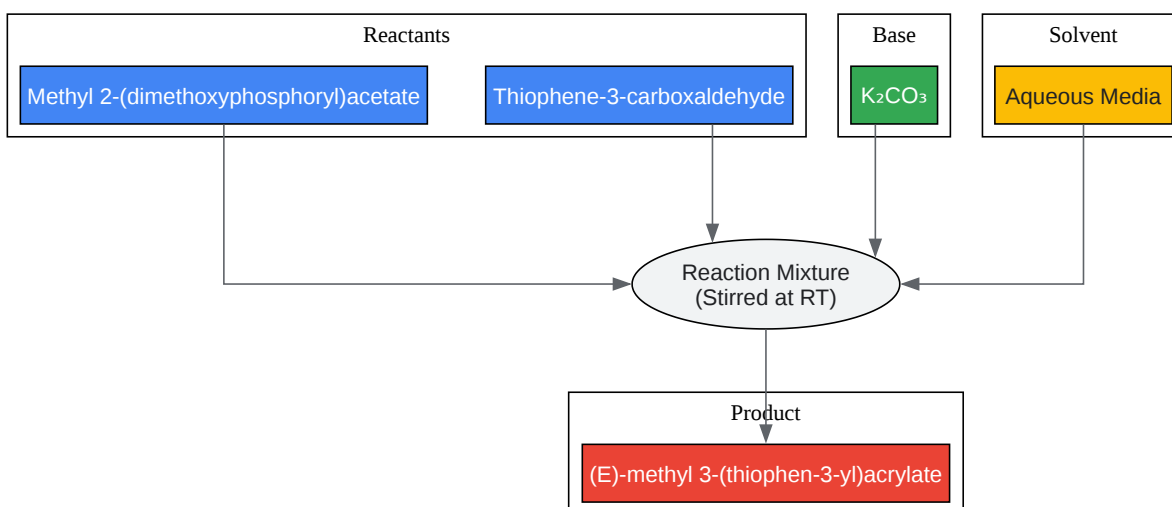 Reactants
Base
Solvent
Methyl 2-(dimethoxyphosphoryl)acetate
Thiophene-3-carboxaldehyde
K₂CO₃
Aqueous Media
Reaction Mixture
(Stirred at RT)
Product
(E)-methyl 3-(thiophen-3-yl)acrylate